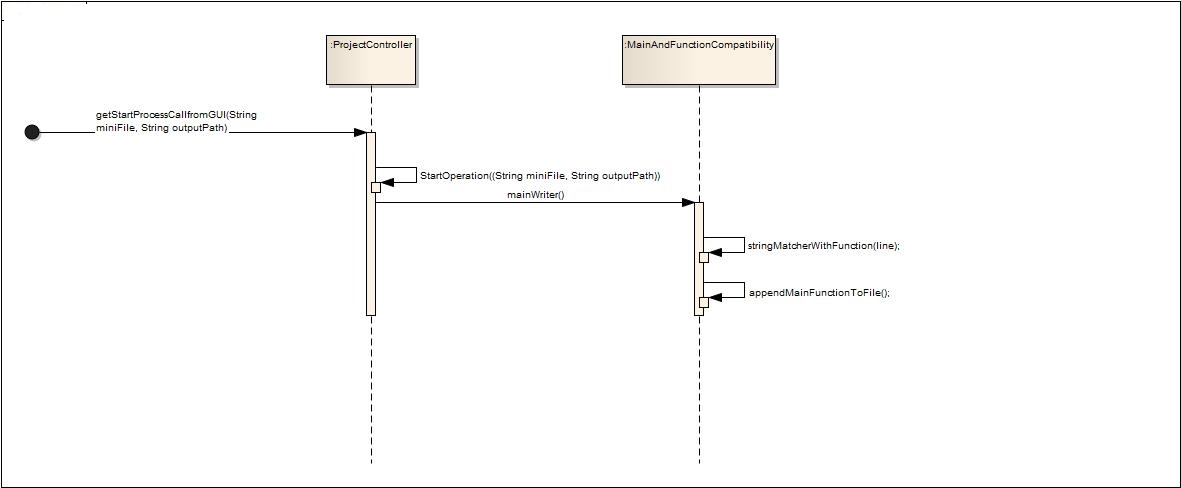 :ProjectController
:MainAndFunctionCompatibility
getStartProcessCallfromGUI(String
miniFile, String outputPath)
StartOperation((String miniFile, String outputPath))
mainWriter()
stringMatcherWithFunction(line);
appendMainFunctionToFile();